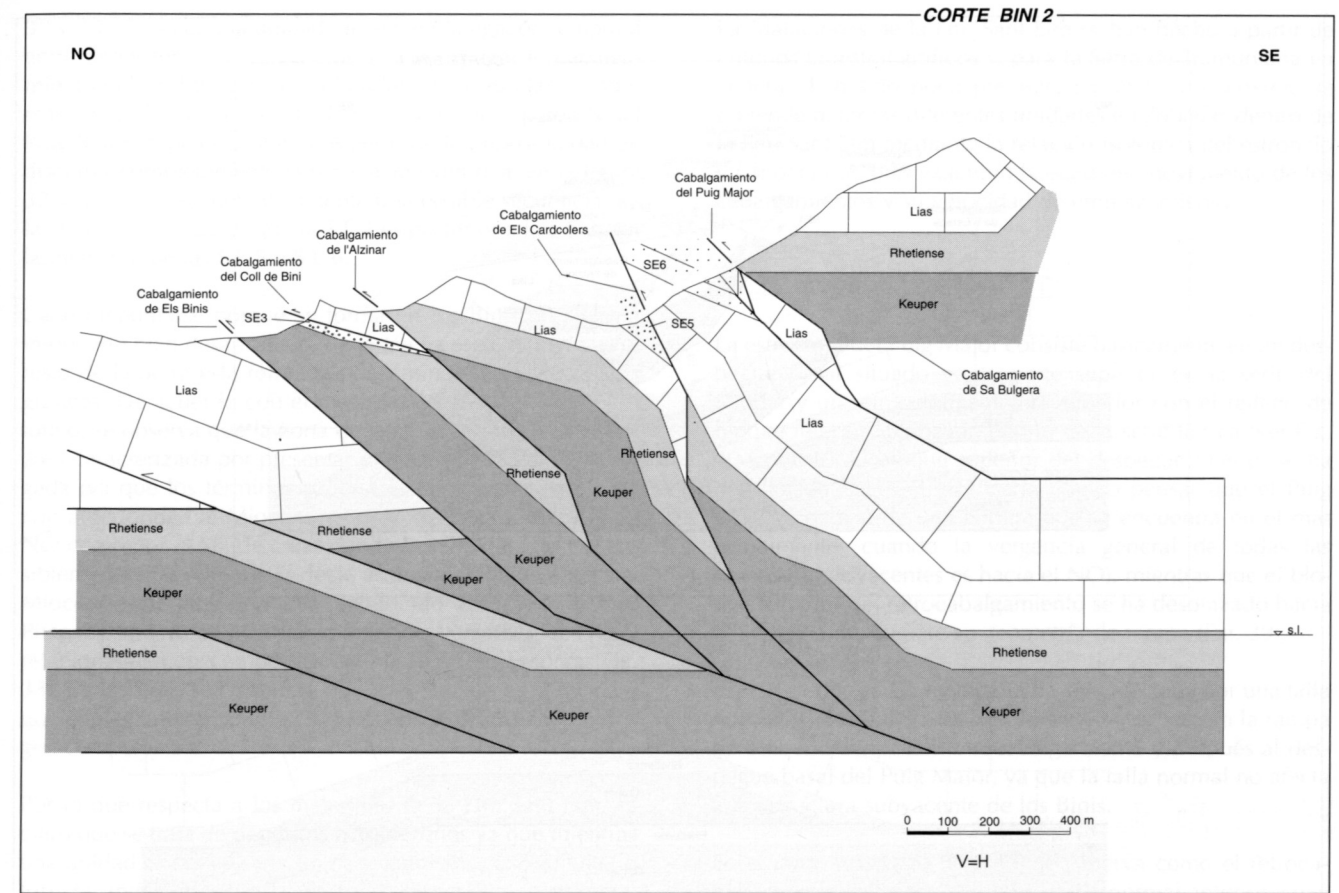 CORTE BINI 2
NO
SE
Cabalgamiento
del Puig Major
Cabalgamiento
de Els Cardcolers
Cabalgamiento
de l'Alzinar
Cabalgamiento
del Coll de Bini
Cabalgamiento
de Els Binis
SE3
SE6
SE5
Lias
Rhetiense
Keuper
Lias
Lias
Lias
Lias
Lias
Cabalgamiento
de Sa Bulgera
Rhetiense
Rhetiense
Keuper
Rhetiense
Rhetiense
Keuper
Keuper
Keuper
s.l.
Rhetiense
Rhetiense
Keuper
Keuper
Keuper
0 100 200 300 400 m
V=H